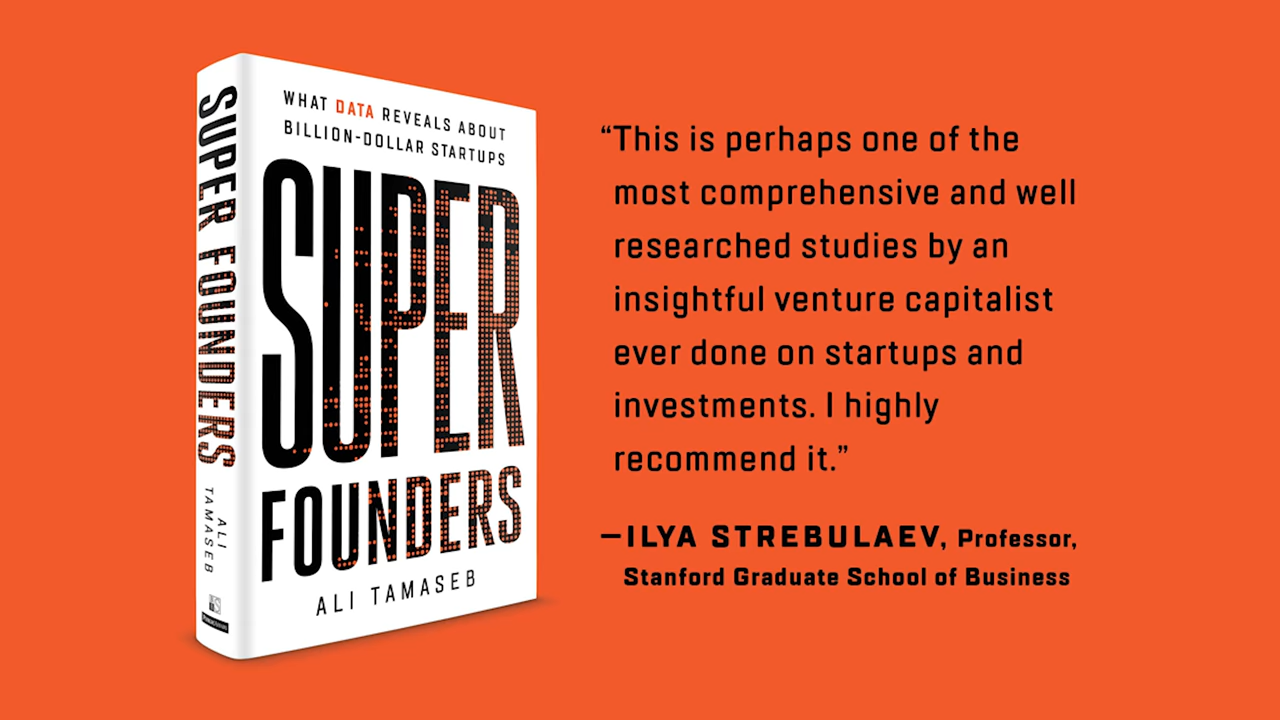 SUPER FOUNDERS
ALI
TAMASEB
WHAT DATA REVEALS ABOUT
BILLION-DOLLAR STARTUPS
SUPER
FOUNDERS
ALI TAMASEB
“This is perhaps one of the
most comprehensive and well
researched studies by an
insightful venture capitalist
ever done on startups and
investments. I highly
recommend it.”
—ILYA STREBULAEV, Professor,
Stanford Graduate School of Business